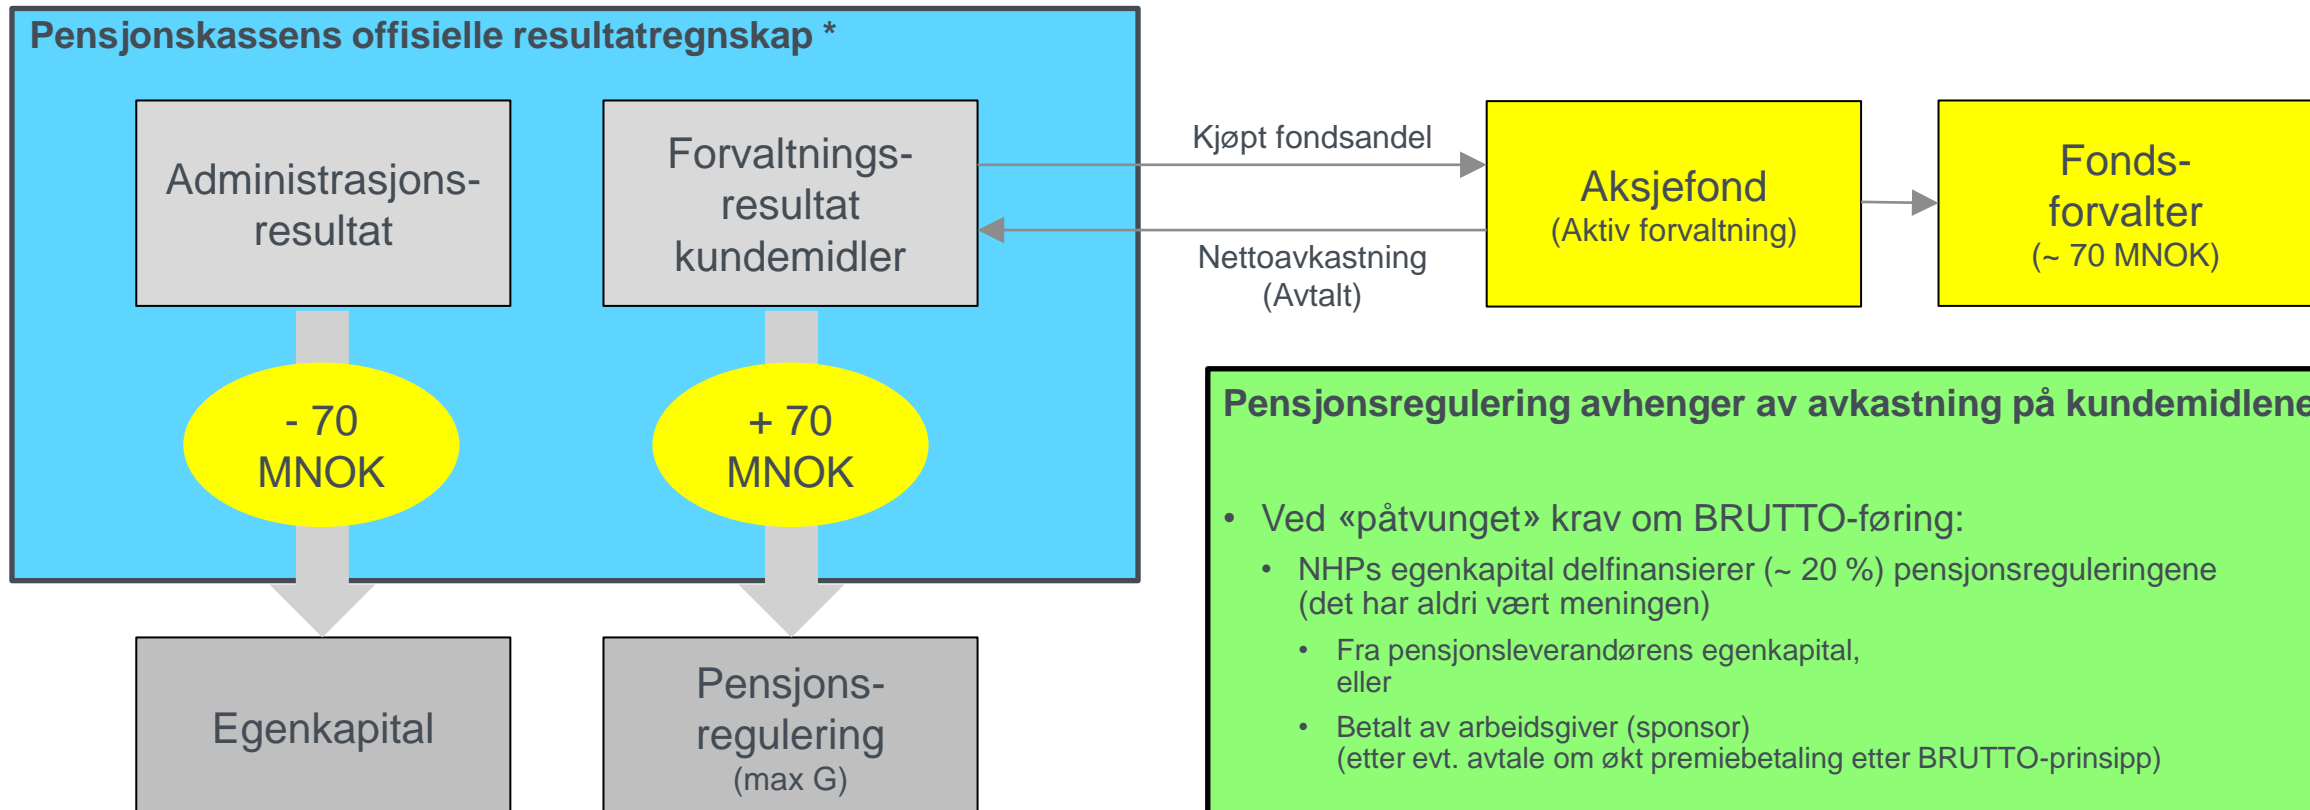 Pensjonskassens offisielle resultatregnskap *
Administrasjons-
resultat
Forvaltnings-
resultat
kundemidler
Kjøpt fondsandel
Nettoavkastning
(Avtalt)
Aksjefond
(Aktiv forvaltning)
Fonds-
forvalter
(~ 70 MNOK)
- 70
MNOK
+ 70
MNOK
Egenkapital
Pensjons-
regulering
(max G)
Pensjonsregulering avhenger av avkastning på kundemidlene
• Ved «påtvunget» krav om BRUTTO-føring:
• NHPs egenkapital delfinansierer (~ 20 %) pensjonsreguleringene
(det har aldri vært meningen)
• Fra pensjonsleverandørens egenkapital,
eller
• Betalt av arbeidsgiver (sponsor)
(etter evt. avtale om økt premiebetaling etter BRUTTO-prinsipp)